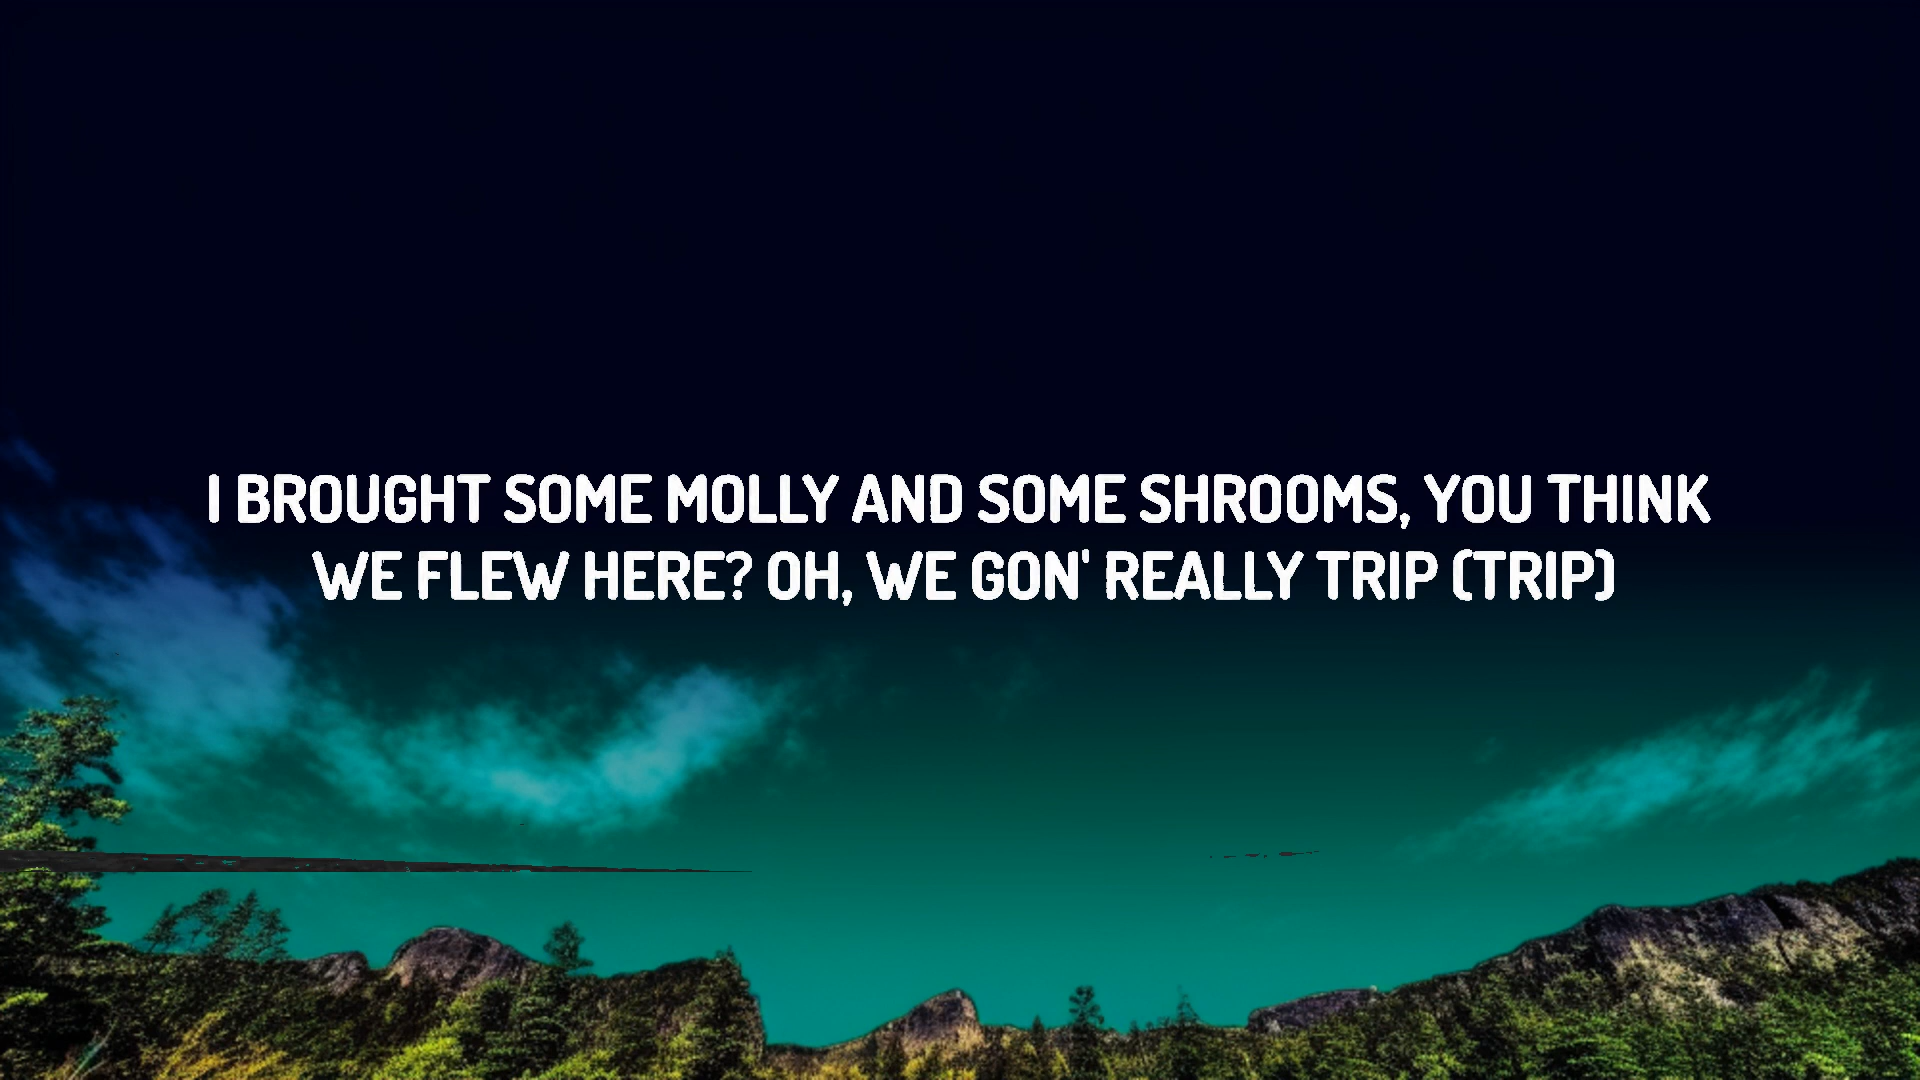 I BROUGHT SOME MOLLY AND SOME SHROOMS, YOU THINK
WE FLEW HERE? OH, WE GON' REALLY TRIP (TRIP)